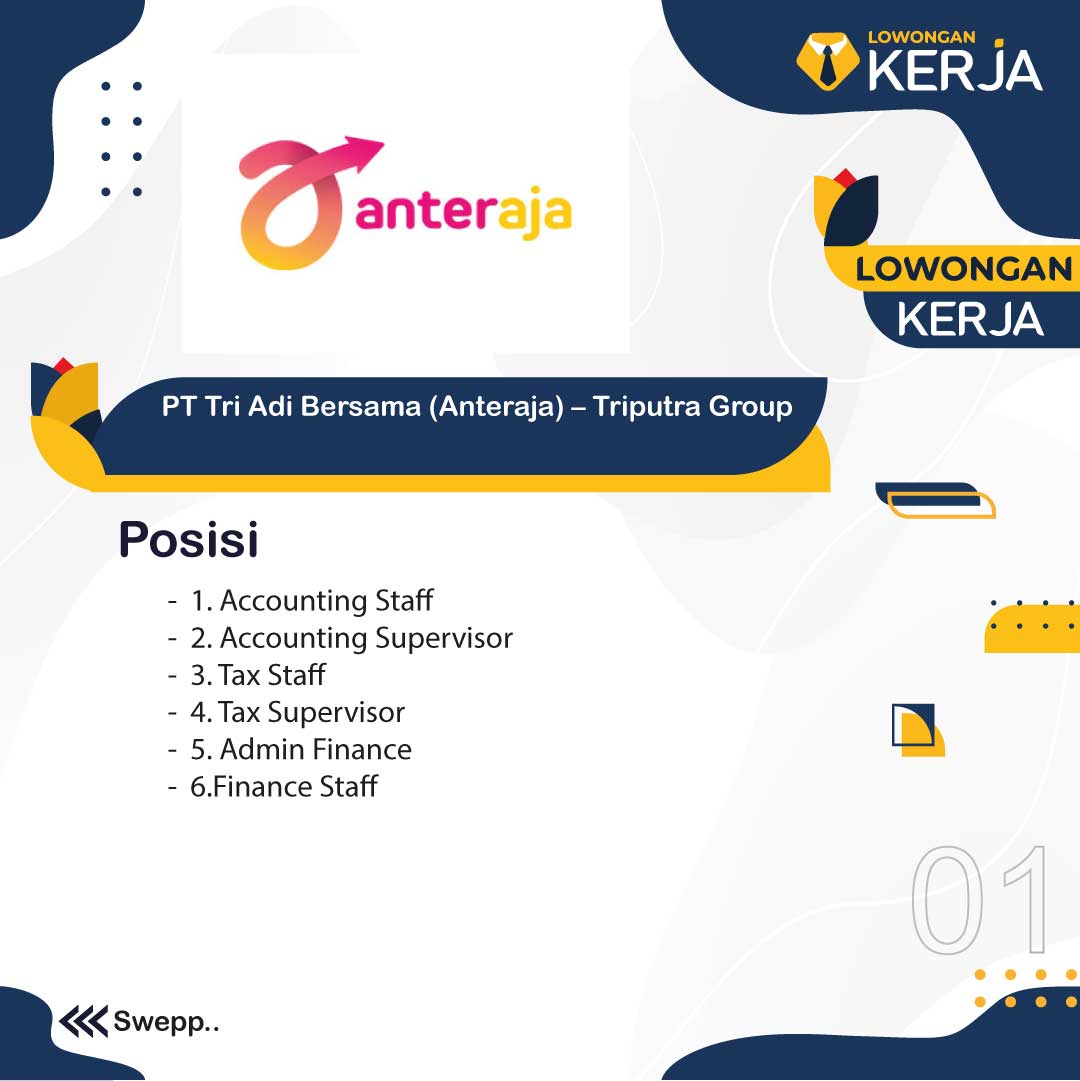 LOWONGAN
KERJA
anteraja
LOWONGAN
KERJA
PT Tri Adi Bersama (Anteraja) – Triputra Group
Posisi
- 1. Accounting Staff
- 2. Accounting Supervisor
- 3. Tax Staff
- 4. Tax Supervisor
- 5. Admin Finance
- 6.Finance Staff
01
Swepp..